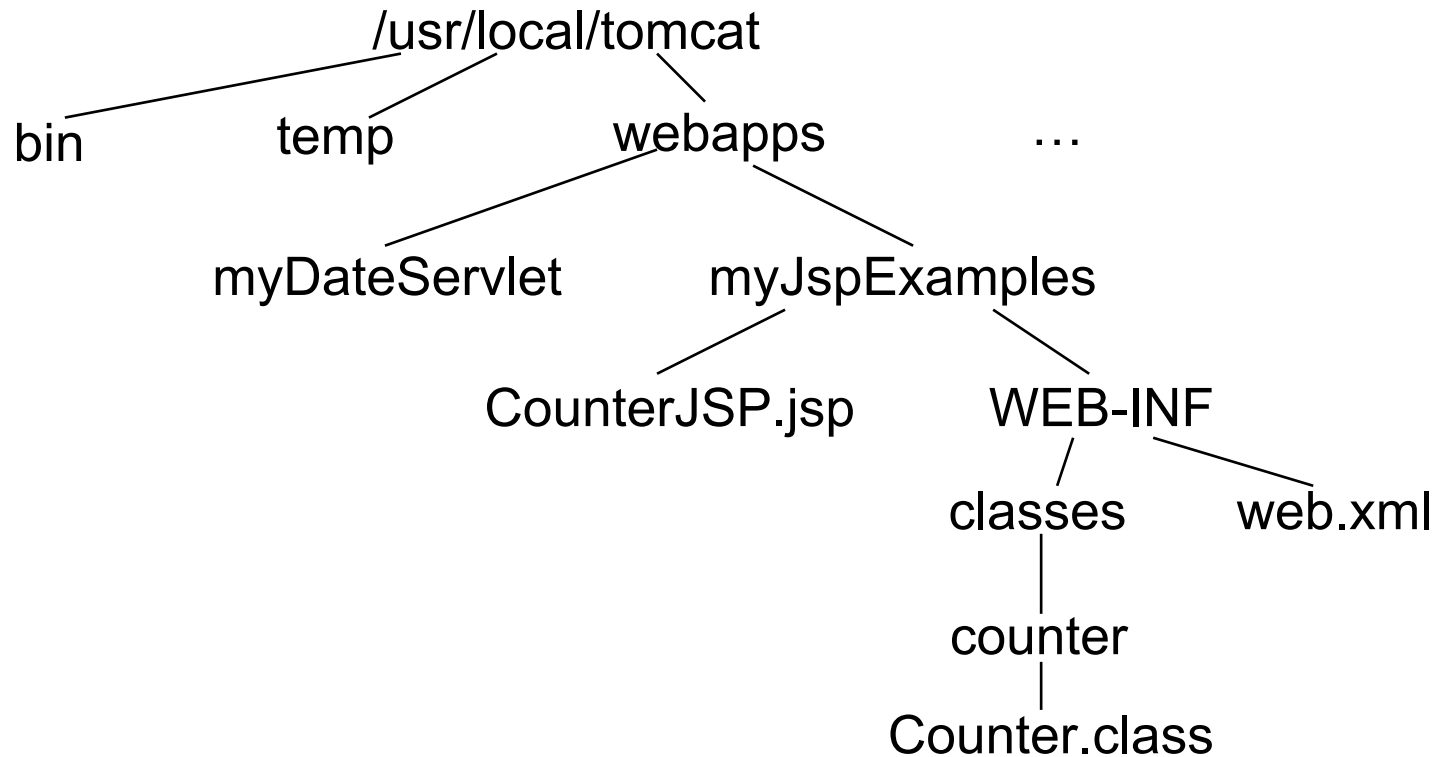 /usr/local/tomcat
bin temp webapps …
myDateServlet myJspExamples
CounterJSP.jsp WEB-INF
classes web.xml
counter
Counter.class